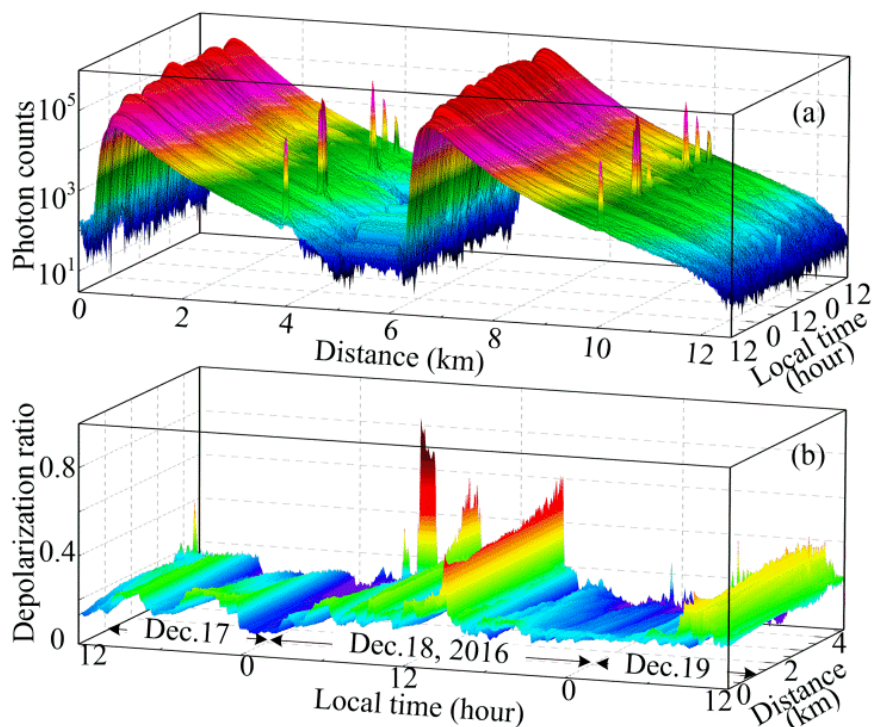 (a)
Photon counts
10^5
10^3
10^1
0
2
4
6
8
10
12
Distance (km)
12 0 12 0 12
Local time
(hour)
(b)
Depolarization ratio
0.8
0.4
0
Dec.17
Dec.18, 2016
Dec.19
12
0
12
0
12
Local time (hour)
0 2 4
Distance
(km)